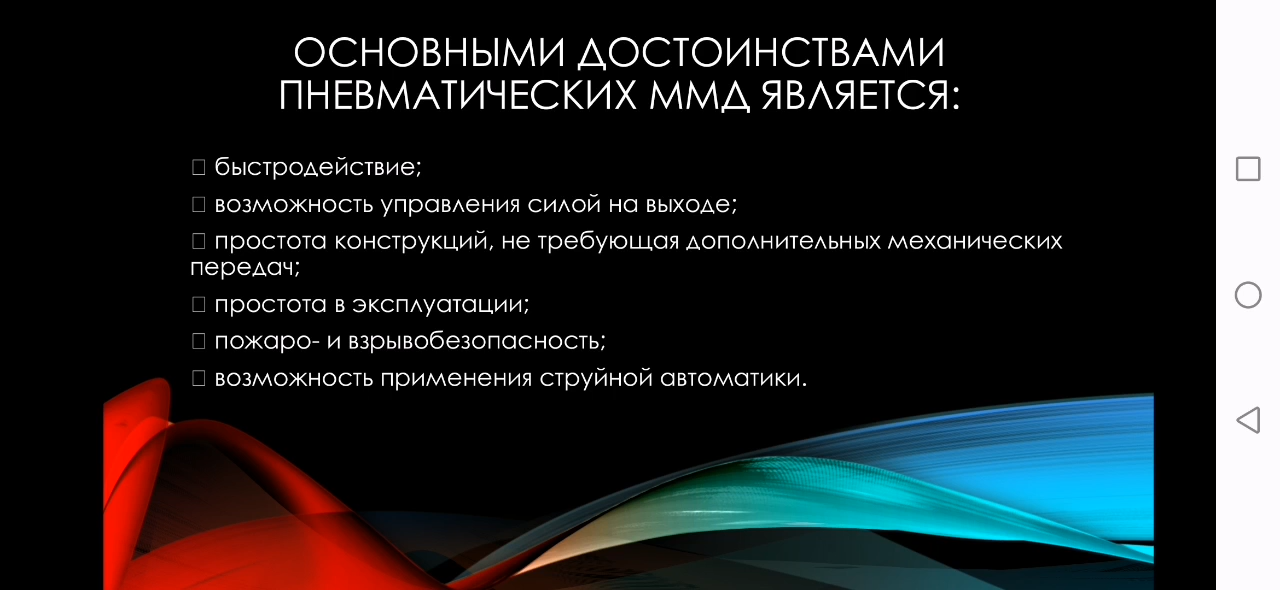 ОСНОВНЫМИ ДОСТОИНСТВАМИ
ПНЕВМАТИЧЕСКИХ ММД ЯВЛЯЕТСЯ:
быстродействие;
возможность управления силой на выходе;
простота конструкций, не требующая дополнительных механических
передач;
простота в эксплуатации;
пожаро- и взрывобезопасность;
возможность применения струйной автоматики.